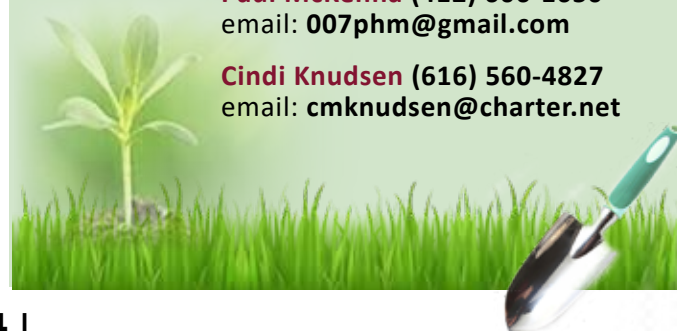 email: 007phm@gmail.com
Cindi Knudsen (616) 560-4827
email: cmknudsen@charter.net